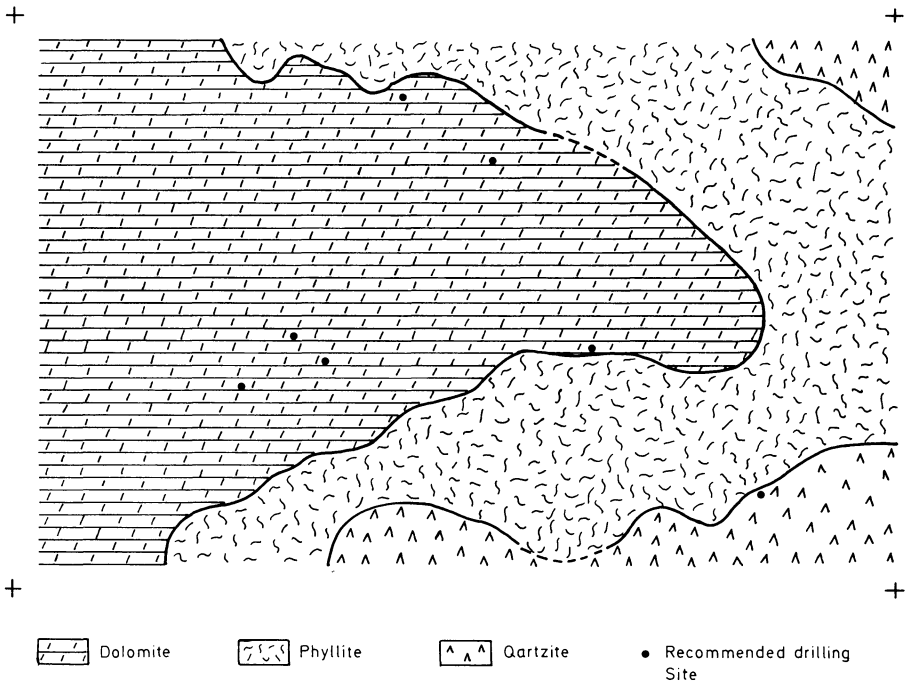 Dolomite
Phyllite
Qartzite
Recommended drilling
Site